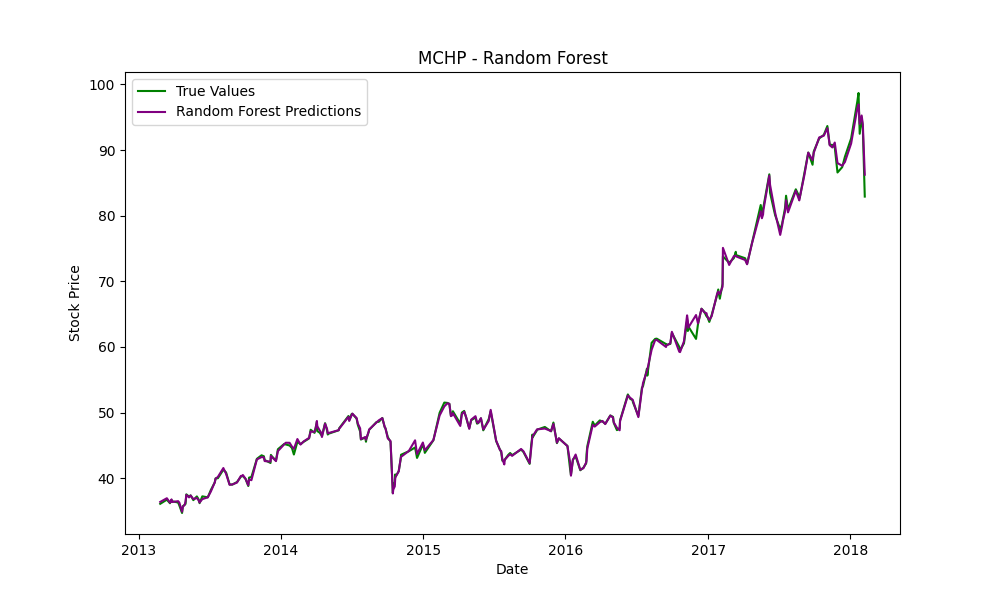 MCHP - Random Forest
True Values
Random Forest Predictions
100
90
80
70
60
50
40
Stock Price
2013
2014
2015
2016
2017
2018
Date